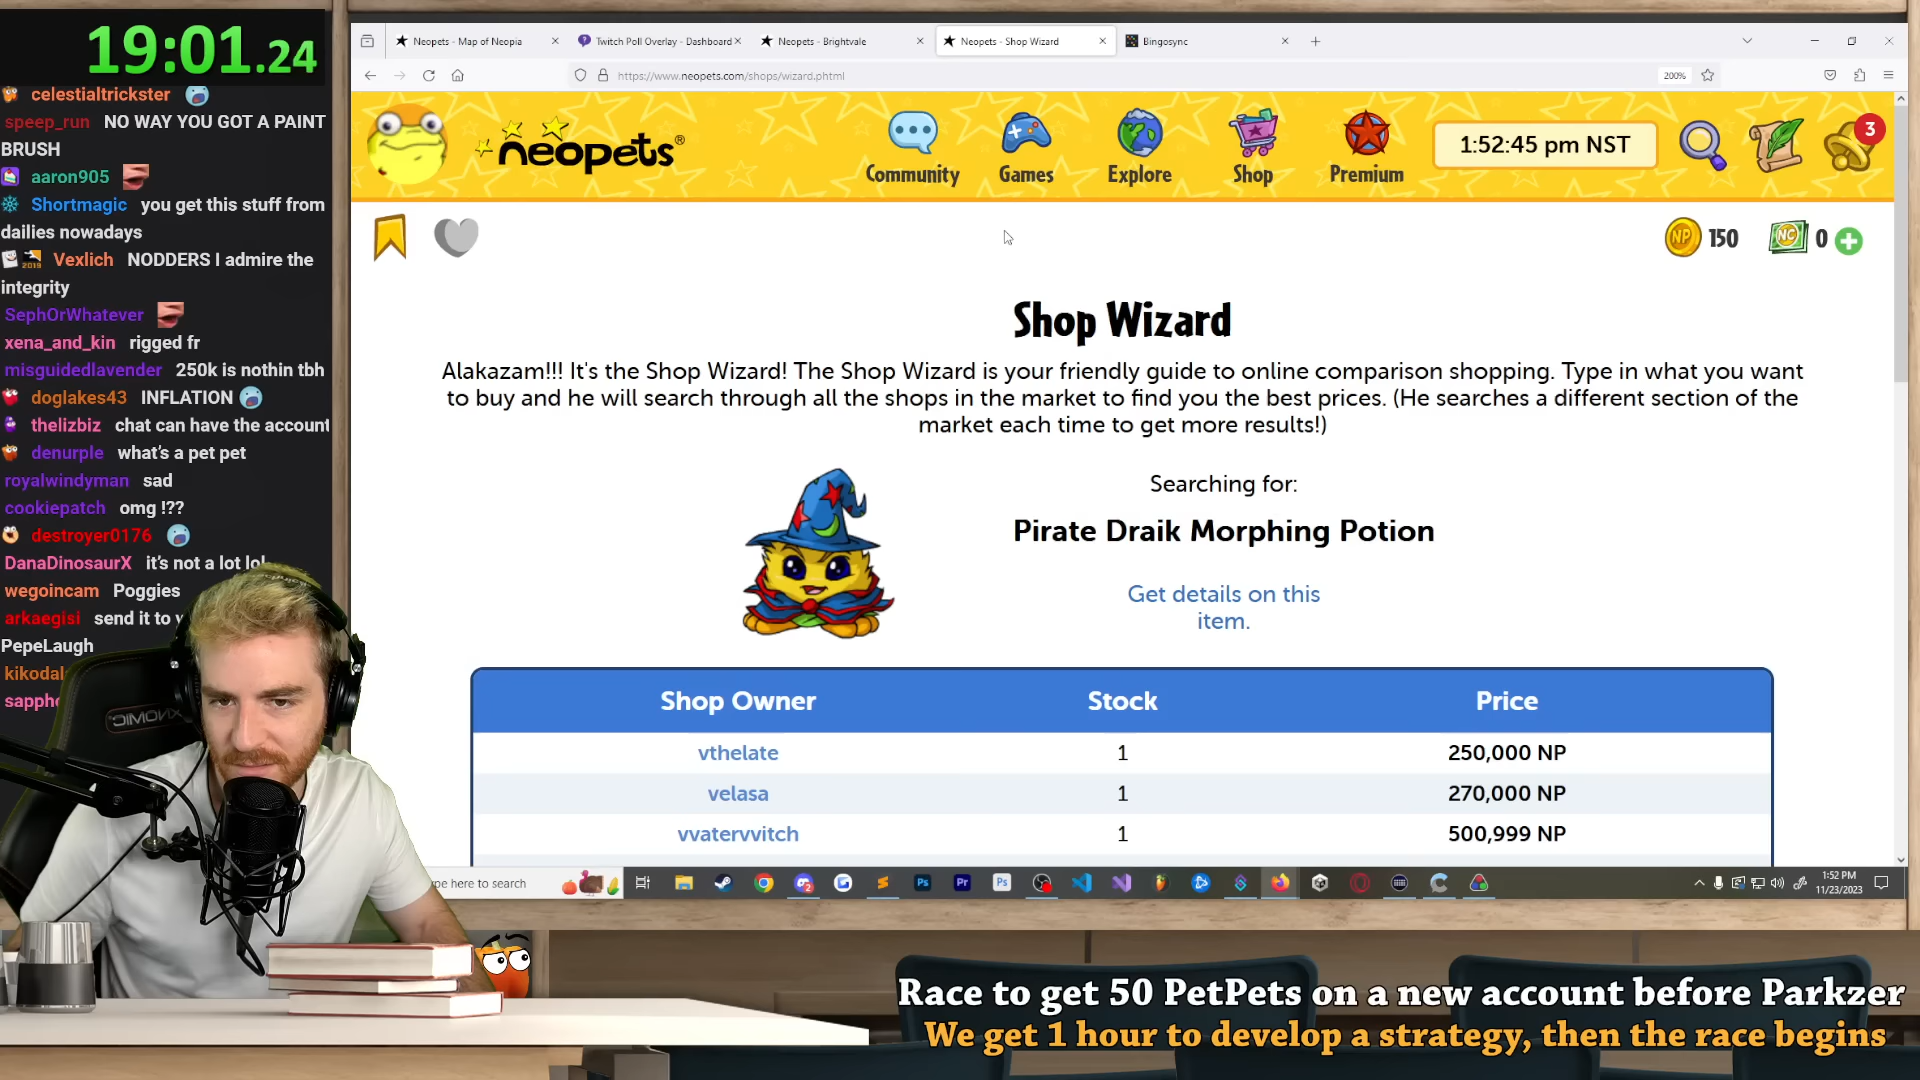 19:01.24
celestialtrickster
speep_run NO WAY YOU GOT A PAINT
BRUSH
aaron905
Shortmagic you get this stuff from
dailies nowadays
Vexlich NODDERS I admire the
integrity
SephOrWhatever
xena_and_kin rigged fr
misguidedlavender 250k is nothin tbh
doglakes43 INFLATION
thelizbiz chat can have the account
denurple what's a pet pet
royalwindyman sad
cookiepatch omg !??
destroyer0176
DanaDinosaurX it's not a lot lol
wegoincam Poggies
arkaegisi send it to
PepeLaugh
Neopets - Map of Neopia
Twitch Poll Overlay - Dashboard
Neopets - Brightvale
Neopets - Shop Wizard
Bingosync
https://www.neopets.com/shops/wizard.phtml
200%
neopets®
Community
Games
Explore
Shop
Premium
1:52:45 pm NST
3
NP 150
NC 0
Shop Wizard
Alakazam!!! It's the Shop Wizard! The Shop Wizard is your friendly guide to online comparison shopping. Type in what you want
to buy and he will search through all the shops in the market to find you the best prices. (He searches a different section of the
market each time to get more results!)
Searching for:
Pirate Draik Morphing Potion
Get details on this
item.
Shop Owner Stock Price
vthelate 1 250,000 NP
velasa 1 270,000 NP
vvatervvitch 1 500,999 NP
here to search
Ps
Pr
Ps
1:52 PM
11/23/2023
Race to get 50 PetPets on a new account before Parkzer
We get 1 hour to develop a strategy, then the race begins